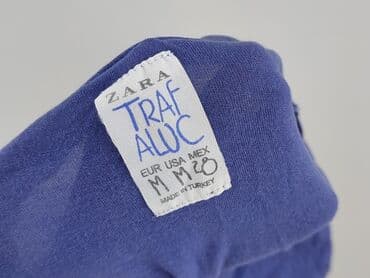 ZARA
TRAF
ALUC
EUR USA MEX
M M 28
MADE IN TURKEY